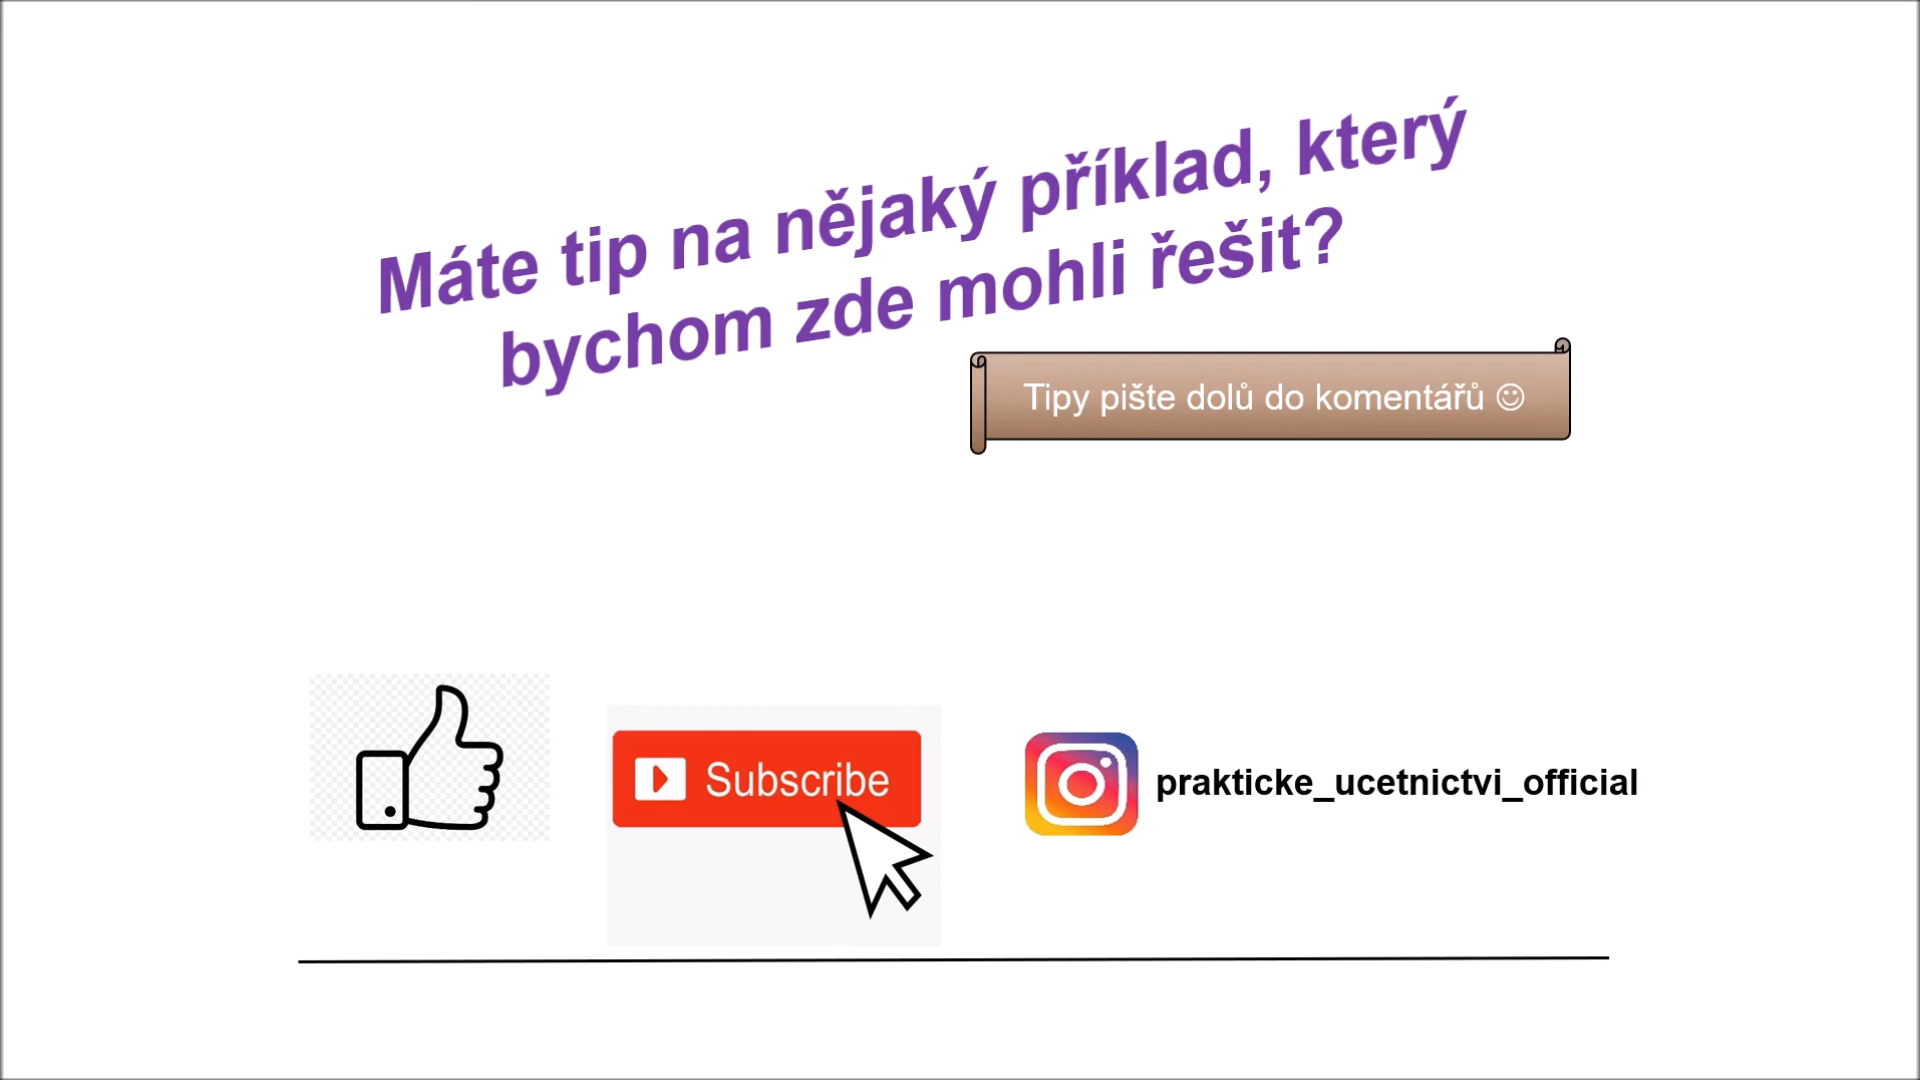 Máte tip na nějaký příklad, který
bychom zde mohli řešit?
Tipy pište dolů do komentářů ☺
Subscribe
prakticke_ucetnictvi_official